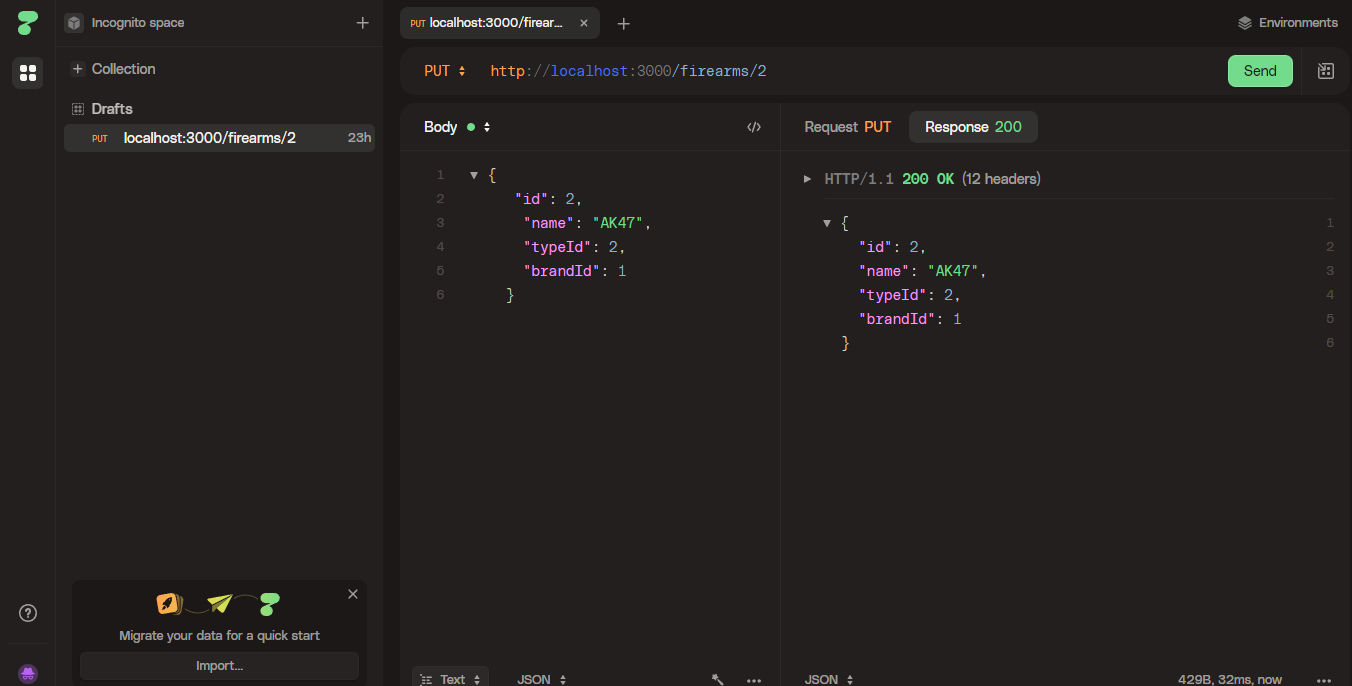 Incognito space
Collection
Drafts
PUT localhost:3000/firearms/2 23h
Migrate your data for a quick start
Import...
PUT localhost:3000/firear...
Environments
PUT http://localhost:3000/firearms/2
Send
Body
1 {
2 "id": 2,
3 "name": "AK47",
4 "typeId": 2,
5 "brandId": 1
6 }
Text JSON
Request PUT Response 200
HTTP/1.1 200 OK (12 headers)
{ 1
"id": 2, 2
"name": "AK47", 3
"typeId": 2, 4
"brandId": 1 5
} 6
JSON 429B, 32ms, now